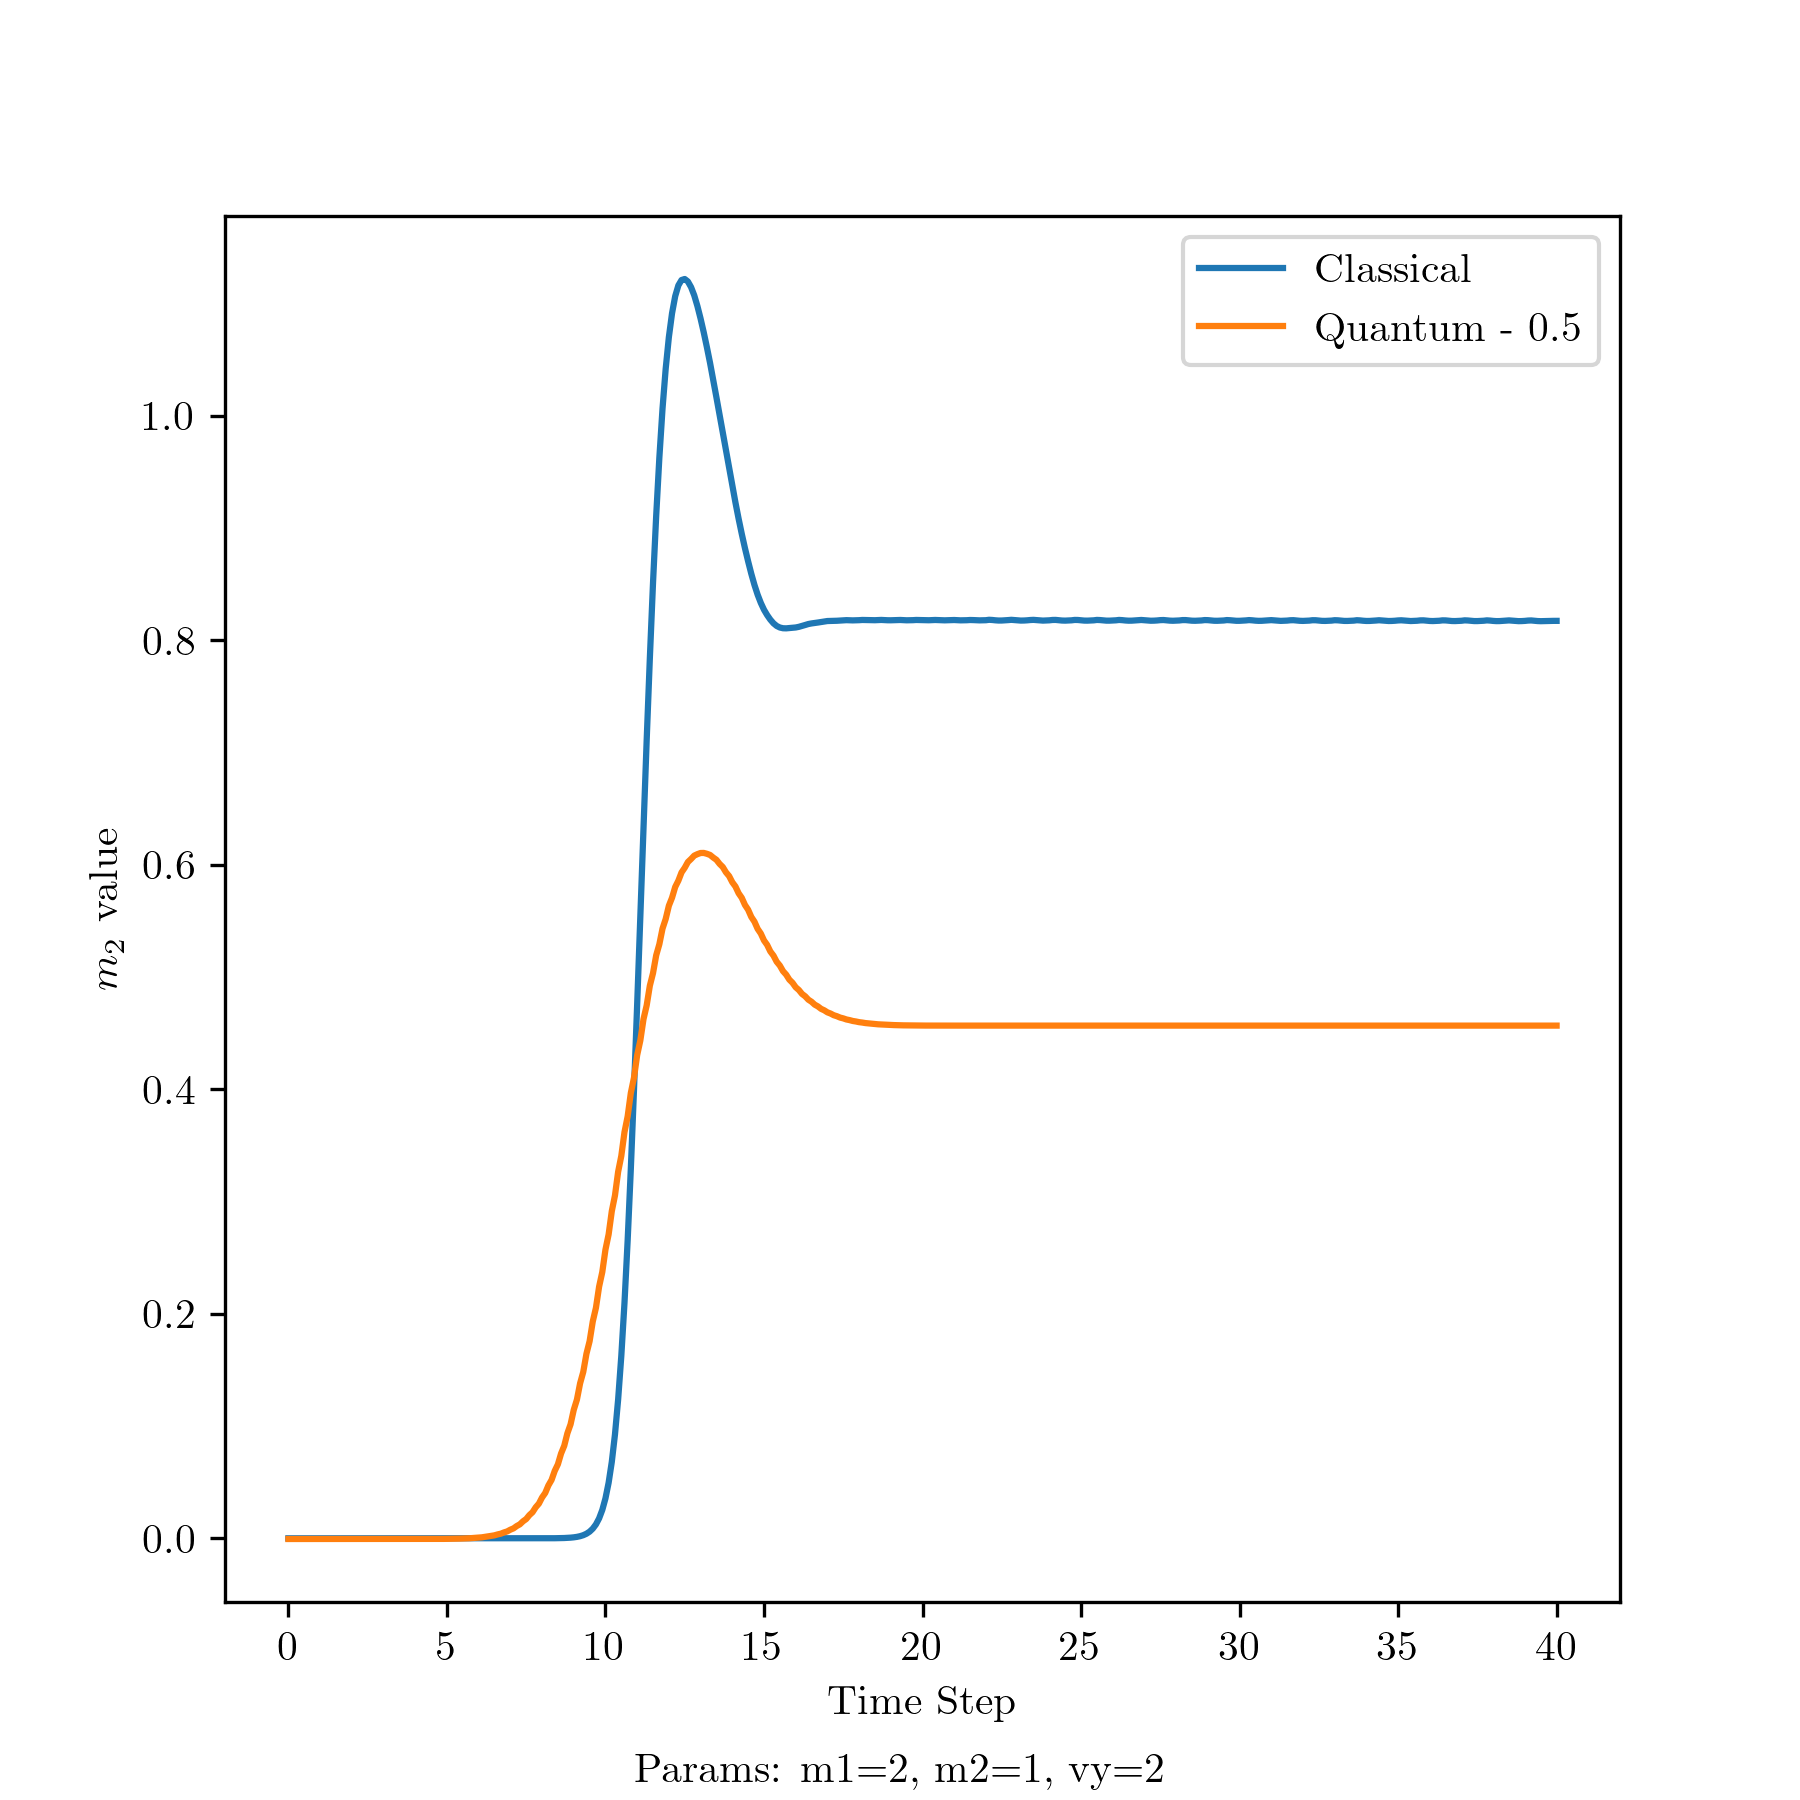 Classical
Quantum - 0.5
1.0
0.8
0.6
0.4
0.2
0.0
m₂ value
0 5 10 15 20 25 30 35 40
Time Step
Params: m1=2, m2=1, vy=2